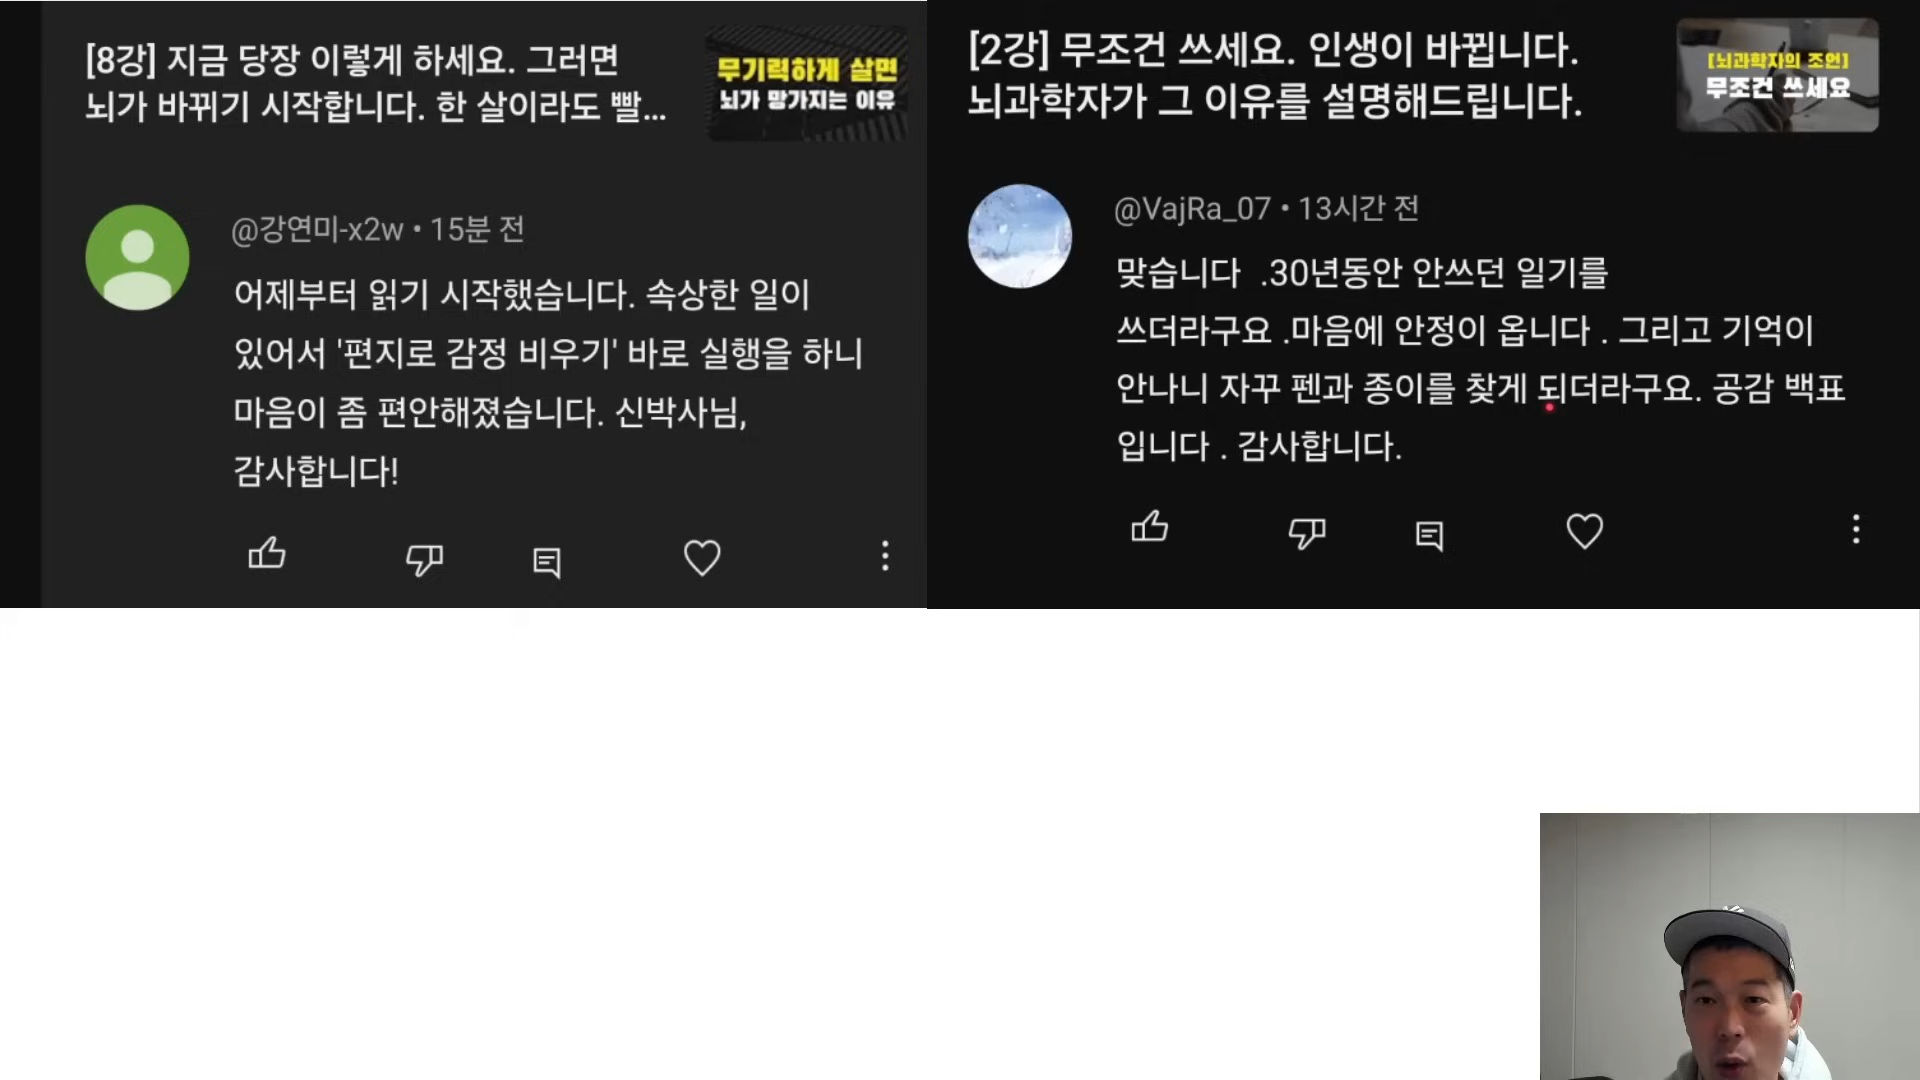 [8강] 지금 당장 이렇게 하세요. 그러면
뇌가 바뀌기 시작합니다. 한 살이라도 빨...
무기력하게 살면
뇌가 망가지는 이유
@강연미-x2w • 15분 전
어제부터 읽기 시작했습니다. 속상한 일이
있어서 '편지로 감정 비우기' 바로 실행을 하니
마음이 좀 편안해졌습니다. 신박사님,
감사합니다!
[2강] 무조건 쓰세요. 인생이 바뀝니다.
뇌과학자가 그 이유를 설명해드립니다.
[뇌과학자의 조언]
무조건 쓰세요
@VajRa_07 • 13시간 전
맞습니다 .30년동안 안쓰던 일기를
쓰더라구요 .마음에 안정이 옵니다 . 그리고 기억이
안나니 자꾸 펜과 종이를 찾게 되더라구요. 공감 백표
입니다 . 감사합니다.